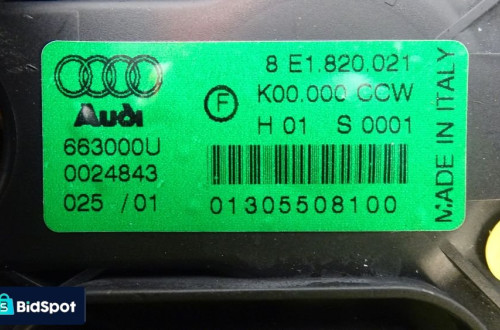 Audi
663000U
0024843
025 / 01
8 E1.820.021
F
K00.000 CCW
H 01 S 0001
01305508100
MADE IN ITALY
S
BidSpot